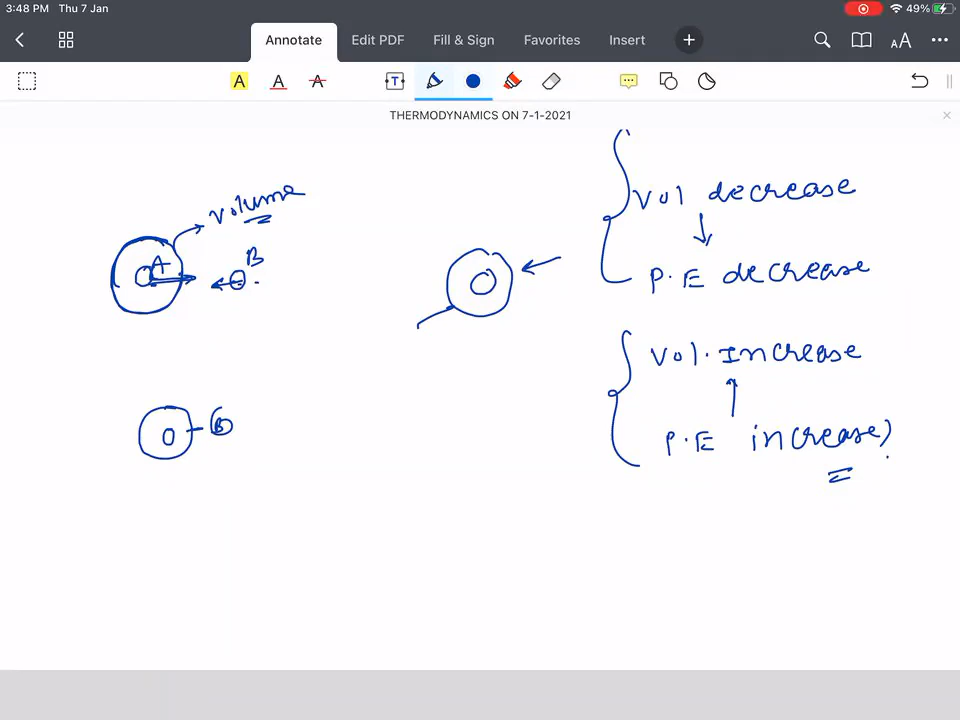 3:48 PM Thu 7 Jan
49%
Annotate Edit PDF Fill & Sign Favorites Insert
A A A T
THERMODYNAMICS ON 7-1-2021
volume
A
B
vol decrease
P.E decrease
vol. Increase
P.E increase
B